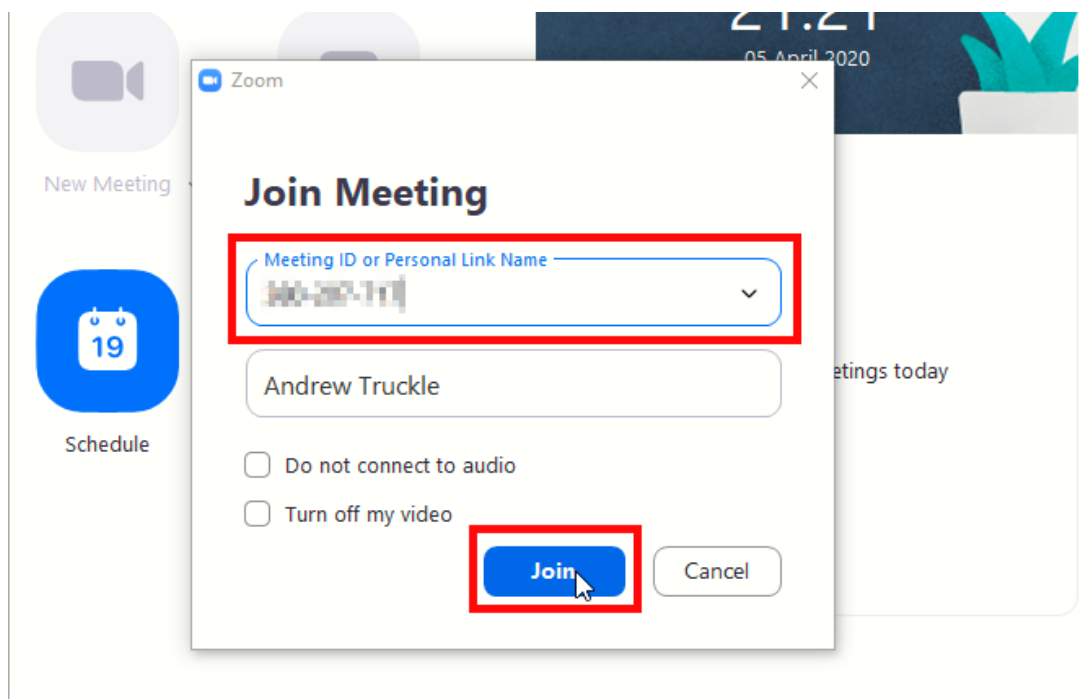 21:21
05 April 2020
Zoom
New Meeting
Join Meeting
Meeting ID or Personal Link Name
19
Andrew Truckle
etings today
Do not connect to audio
Schedule
Turn off my video
Join
Cancel